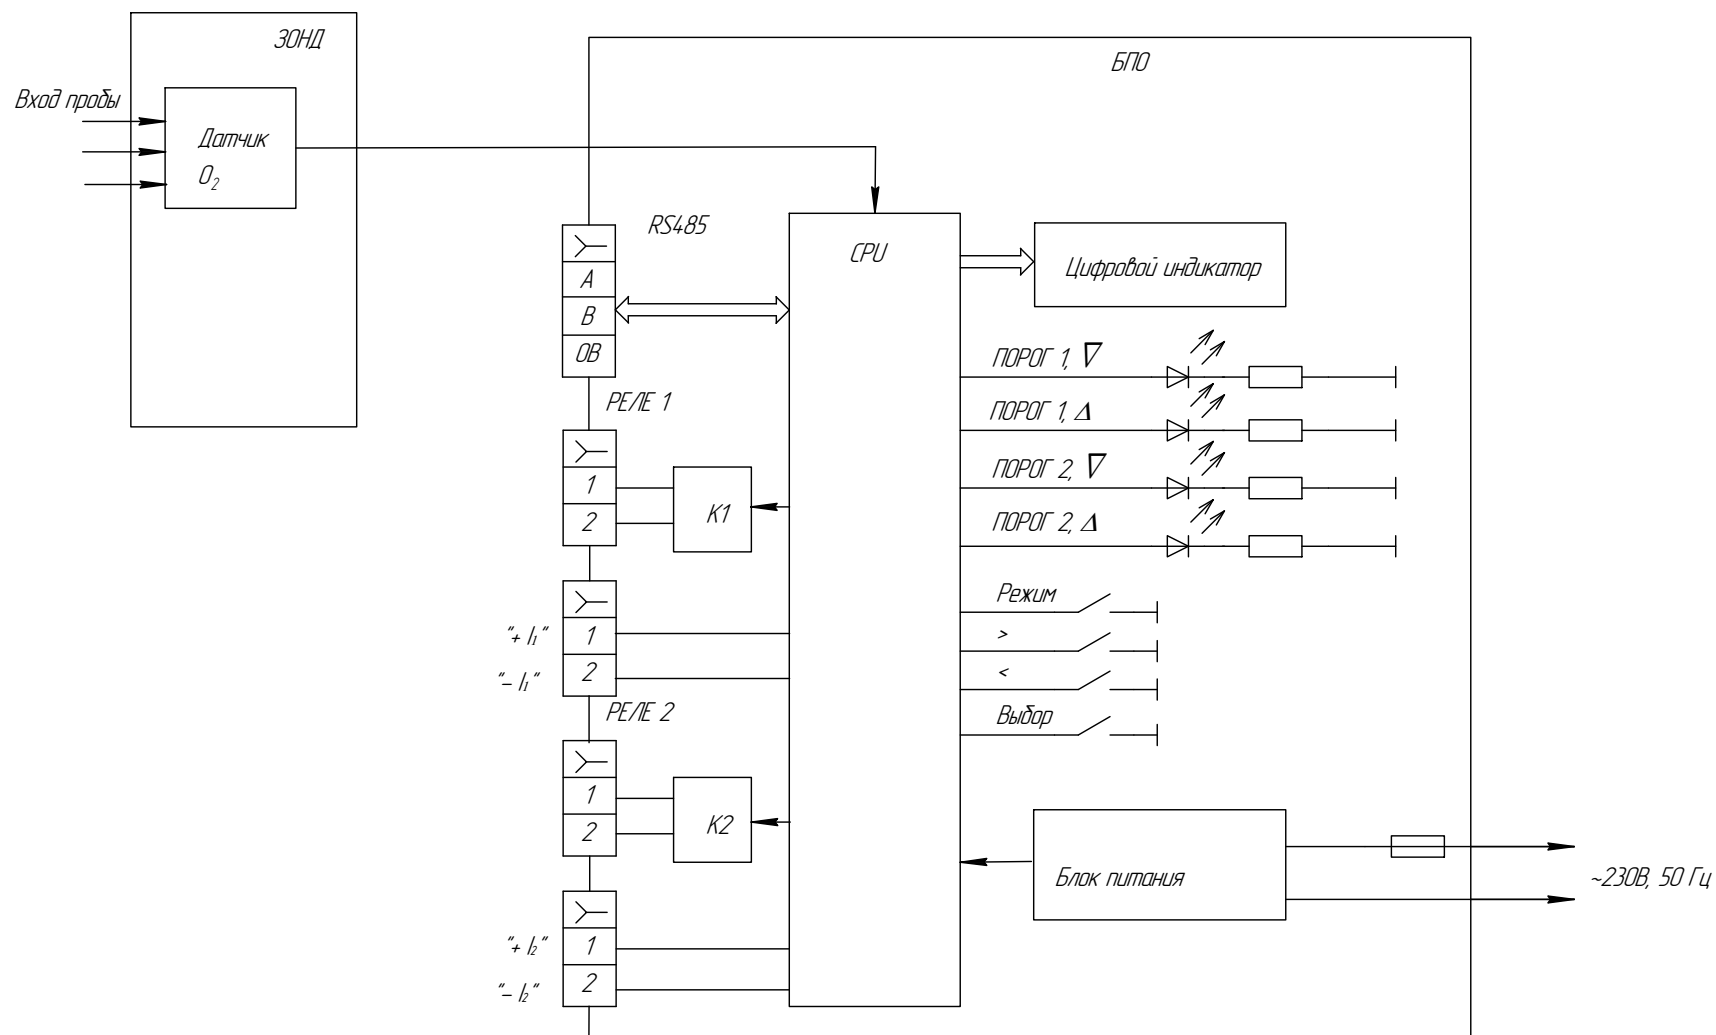 ЗОНД
БПО
Вход пробы
Датчик
O₂
RS485
A
B
0В
CPU
Цифровой индикатор
ПОРОГ 1, ∇
ПОРОГ 1, Δ
ПОРОГ 2, ∇
ПОРОГ 2, Δ
РЕЛЕ 1
1
2
K1
"+ I₁"
1
"– I₁"
2
Режим
>
<
Выбор
РЕЛЕ 2
1
2
K2
Блок питания
~230В, 50 Гц
"+ I₂"
1
"– I₂"
2